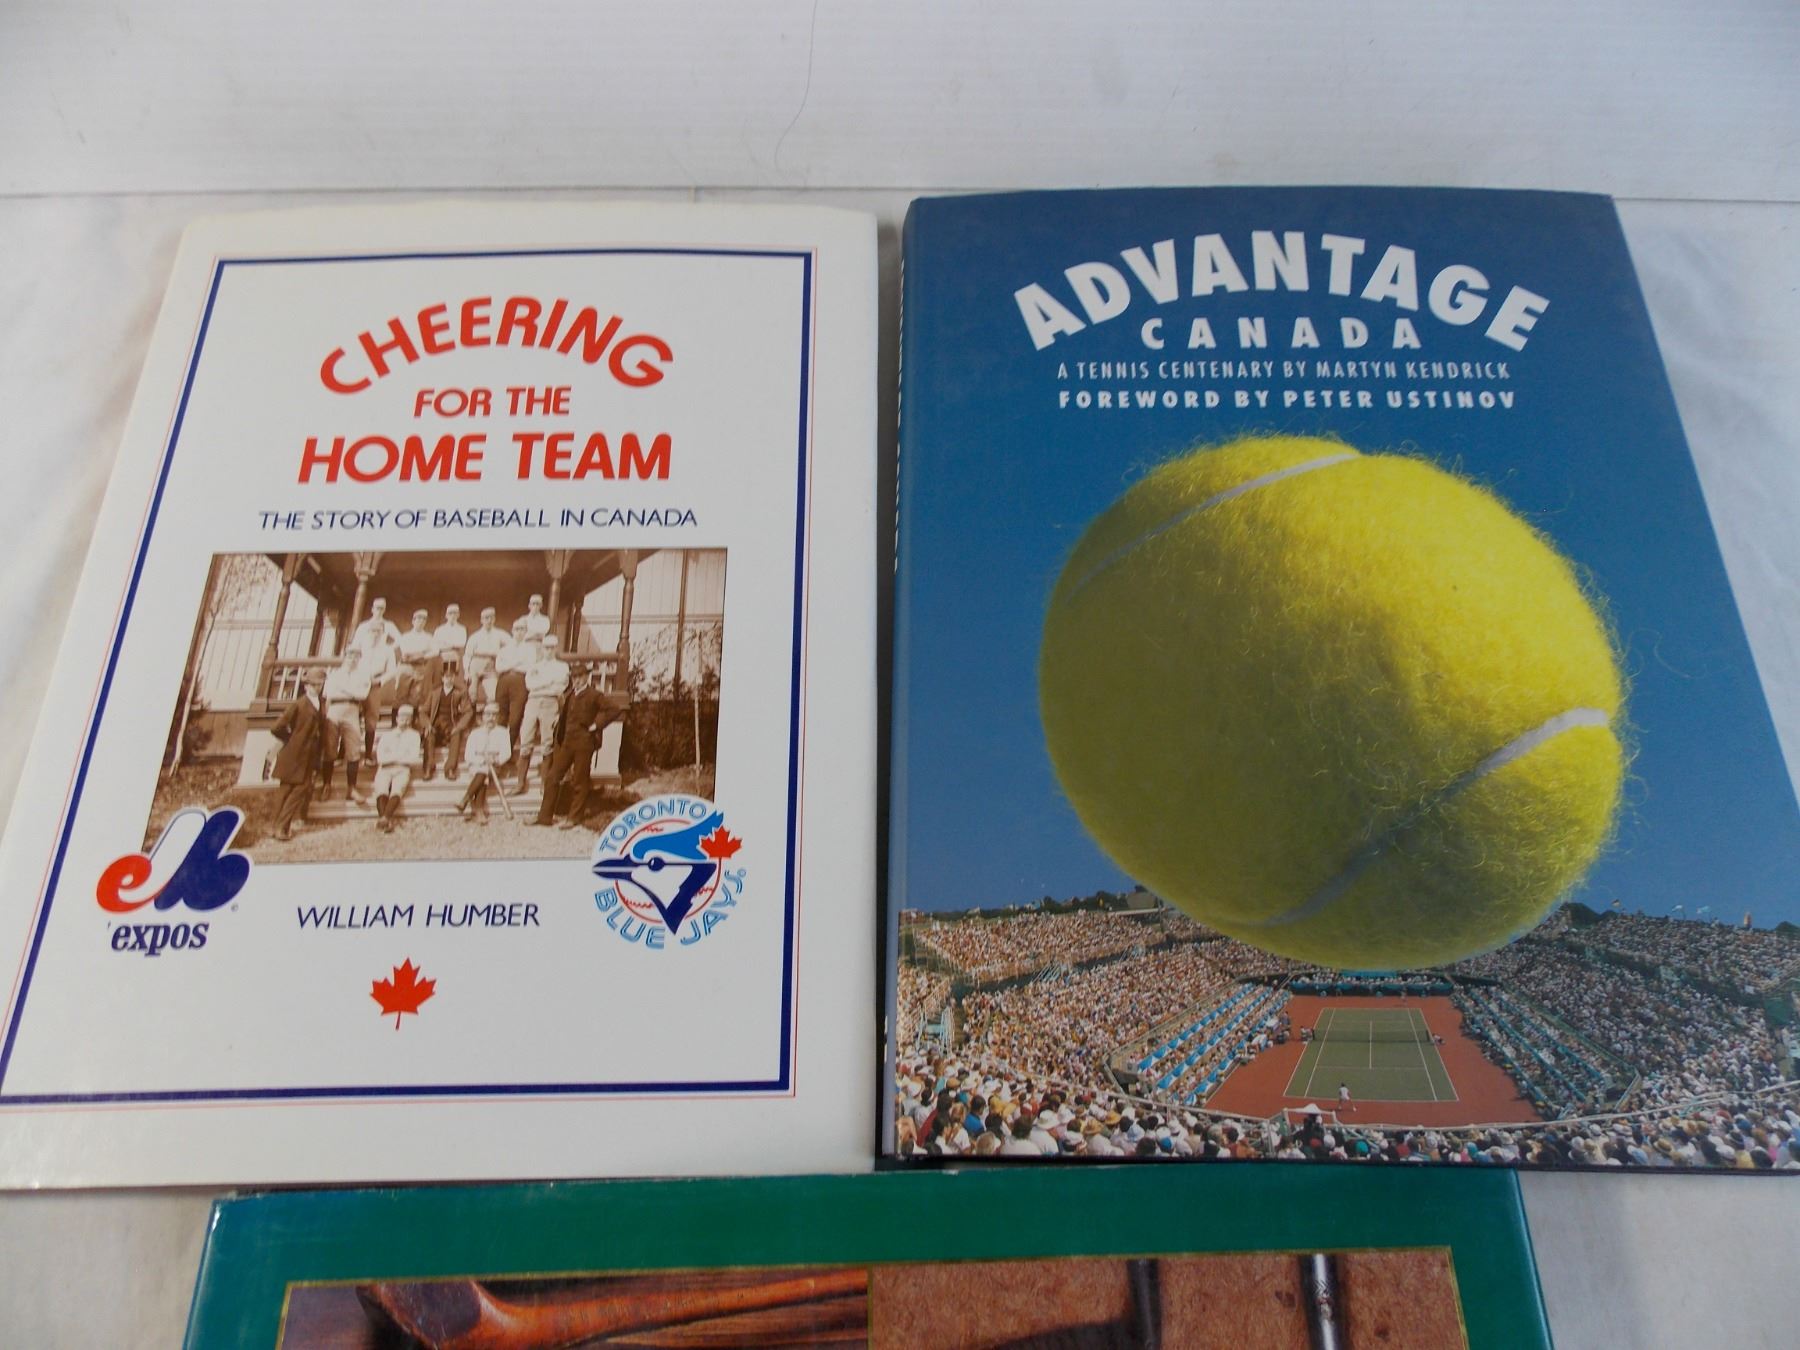 CHEERING
FOR THE
HOME TEAM
THE STORY OF BASEBALL IN CANADA
expos
WILLIAM HUMBER
TORONTO
BLUE JAYS
ADVANTAGE
CANADA
A TENNIS CENTENARY BY MARTYN KENDRICK
FOREWORD BY PETER USTINOV